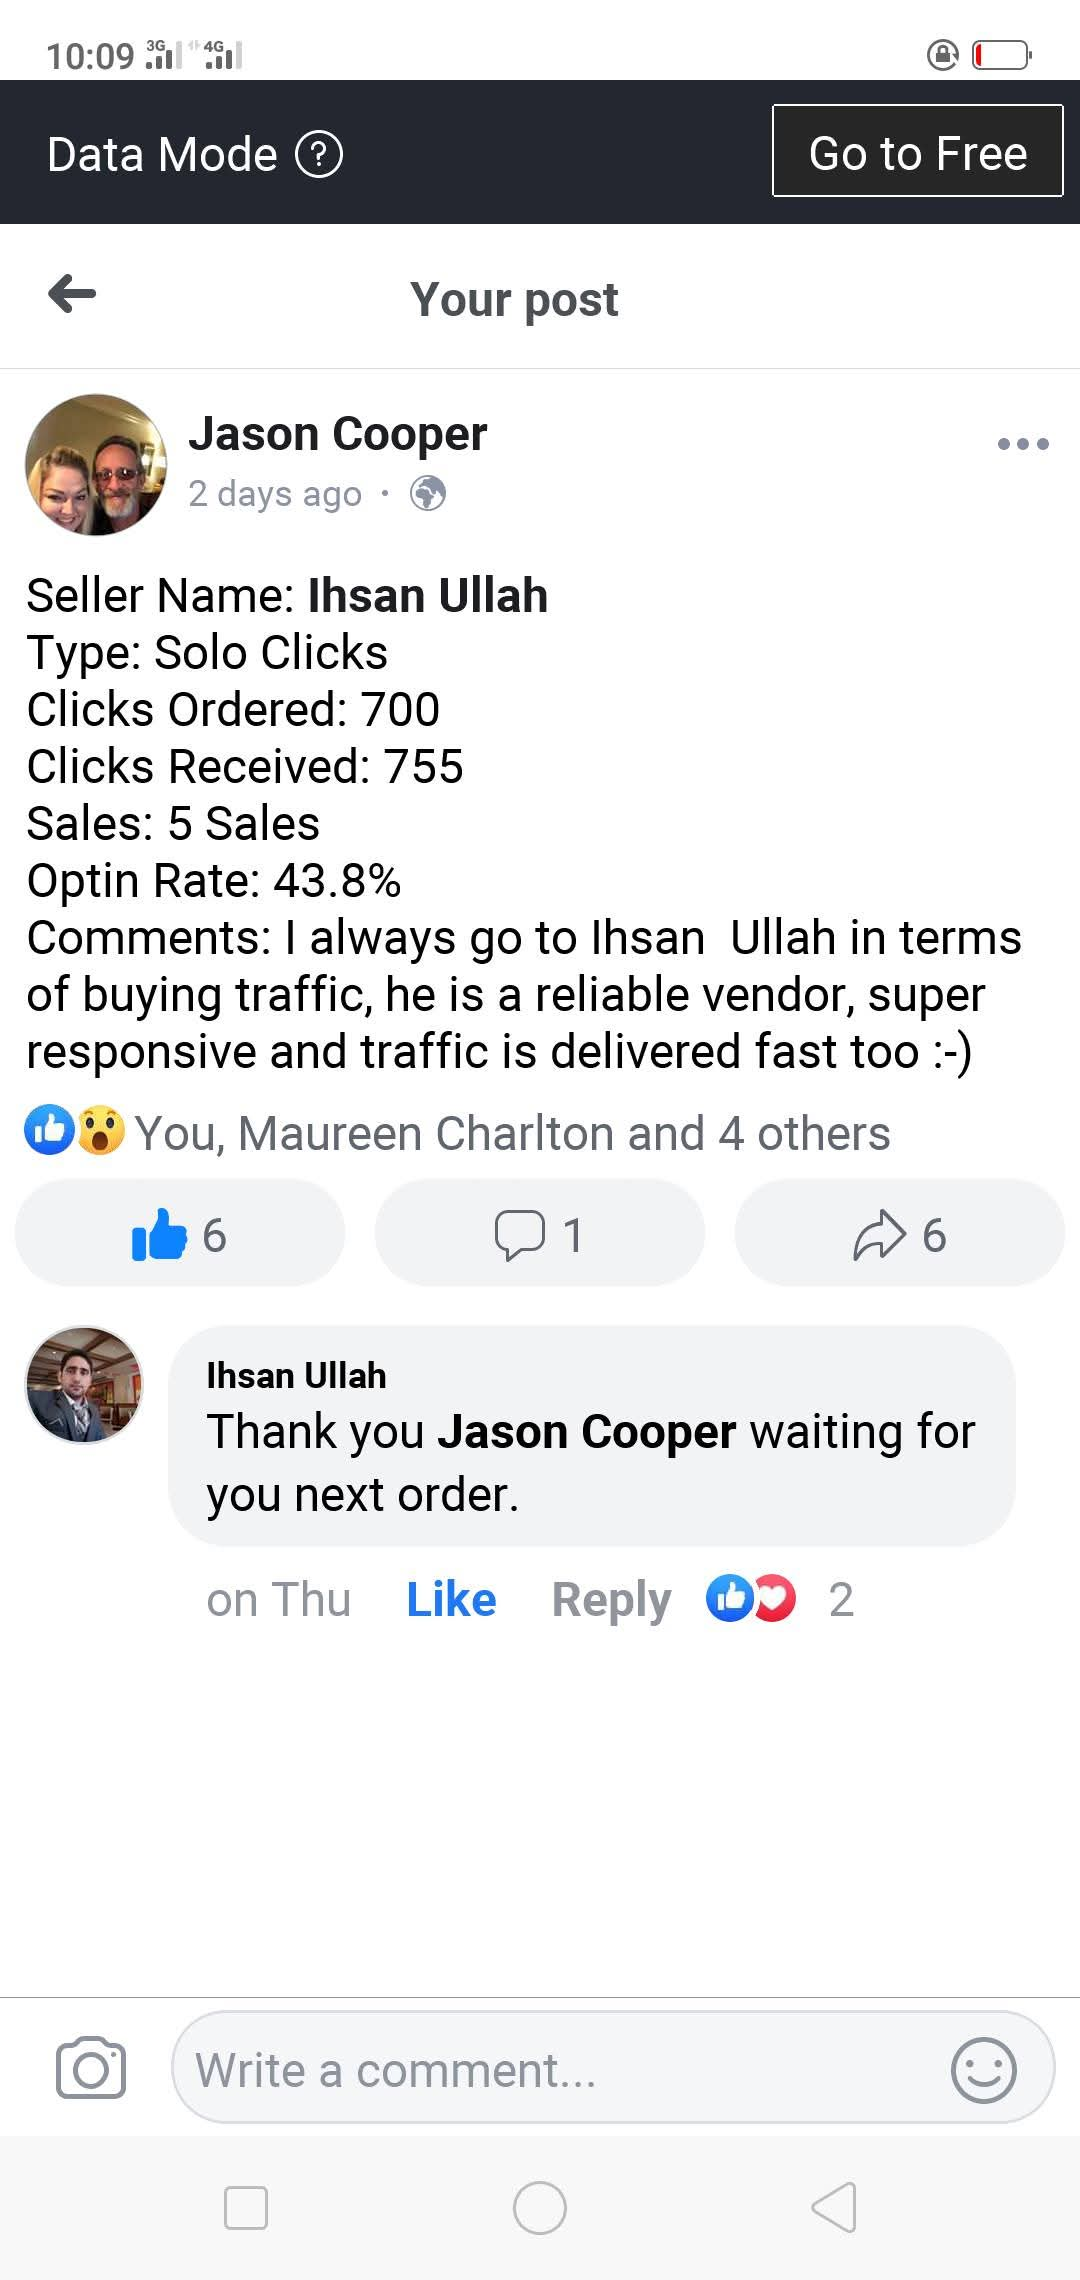 10:09 3G 4G
Data Mode ? Go to Free
Your post
Jason Cooper
2 days ago ·
Seller Name: Ihsan Ullah
Type: Solo Clicks
Clicks Ordered: 700
Clicks Received: 755
Sales: 5 Sales
Optin Rate: 43.8%
Comments: I always go to Ihsan  Ullah in terms
of buying traffic, he is a reliable vendor, super
responsive and traffic is delivered fast too :-)
You, Maureen Charlton and 4 others
6 1 6
Ihsan Ullah
Thank you Jason Cooper waiting for
you next order.
on Thu Like Reply 2
Write a comment...